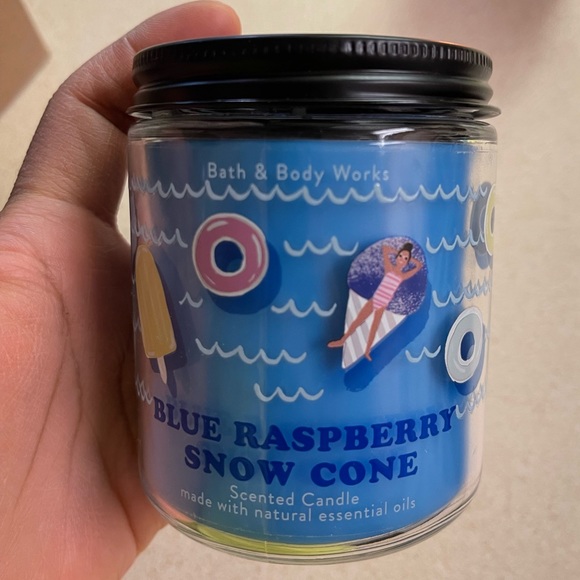 Bath & Body Works
BLUE RASPBERRY
SNOW CONE
Scented Candle
made with natural essential oils